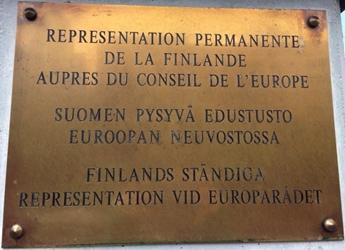 REPRESENTATION PERMANENTE
DE LA FINLANDE
AUPRES DU CONSEIL DE L'EUROPE
SUOMEN PYSYVÄ EDUSTUSTO
EUROOPAN NEUVOSTOSSA
FINLANDS STÄNDIGA
REPRESENTATION VID EUROPARÅDET